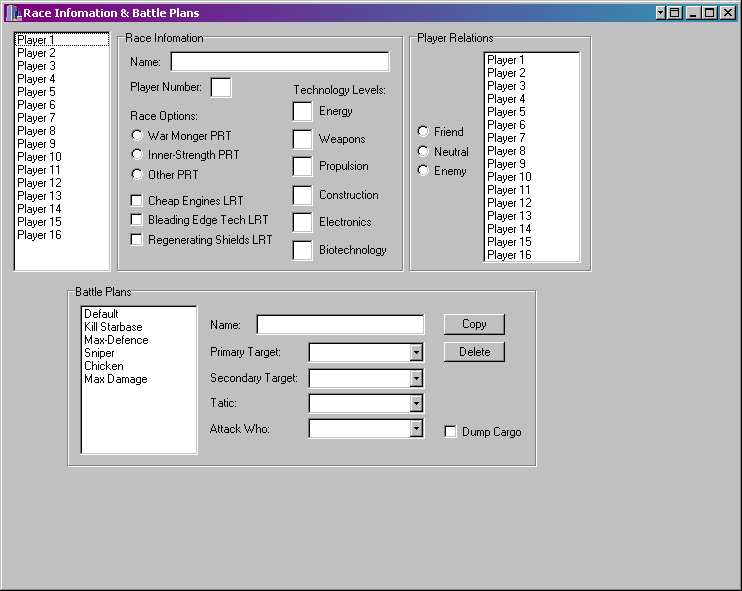 Race Infomation & Battle Plans
Player 1
Player 2
Player 3
Player 4
Player 5
Player 6
Player 7
Player 8
Player 9
Player 10
Player 11
Player 12
Player 13
Player 14
Player 15
Player 16
Race Infomation
Name:
Player Number:
Race Options:
War Monger PRT
Inner-Strength PRT
Other PRT
Cheap Engines LRT
Bleading Edge Tech LRT
Regenerating Shields LRT
Technology Levels:
Energy
Weapons
Propulsion
Construction
Electronics
Biotechnology
Player Relations
Friend
Neutral
Enemy
Player 1
Player 2
Player 3
Player 4
Player 5
Player 6
Player 7
Player 8
Player 9
Player 10
Player 11
Player 12
Player 13
Player 14
Player 15
Player 16
Battle Plans
Default
Kill Starbase
Max-Defence
Sniper
Chicken
Max Damage
Name:
Primary Target:
Secondary Target:
Tatic:
Attack Who:
Copy
Delete
Dump Cargo